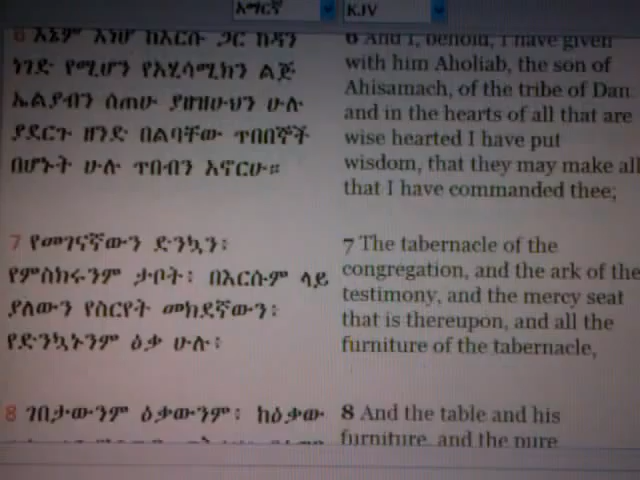 አማርኛ
KJV
6 እኔም እነሆ ከእርሱ ጋር ከዳን
ነገድ የሚሆን የአሂሳሚክን ልጅ
ኤልያብን ሰጠሁ ያዘዝሁህን ሁሉ
ያደርጉ ዘንድ በልባቸው ጥበበኞች
በሆኑት ሁሉ ጥበብን አኖርሁ።
7 የመገናኛውን ድንኳን፥
የምስክሩንም ታቦት፥ በእርሱም ላይ
ያለውን የስርየት መክደኛውን፥
የድንኳኑንም ዕቃ ሁሉ፥
8 ገበታውንም ዕቃውንም፥ ከዕቃው
6 And I, behold, I have given
with him Aholiab, the son of
Ahisamach, of the tribe of Dan:
and in the hearts of all that are
wise hearted I have put
wisdom, that they may make all
that I have commanded thee;
7 The tabernacle of the
congregation, and the ark of the
testimony, and the mercy seat
that is thereupon, and all the
furniture of the tabernacle,
8 And the table and his
furniture, and the pure